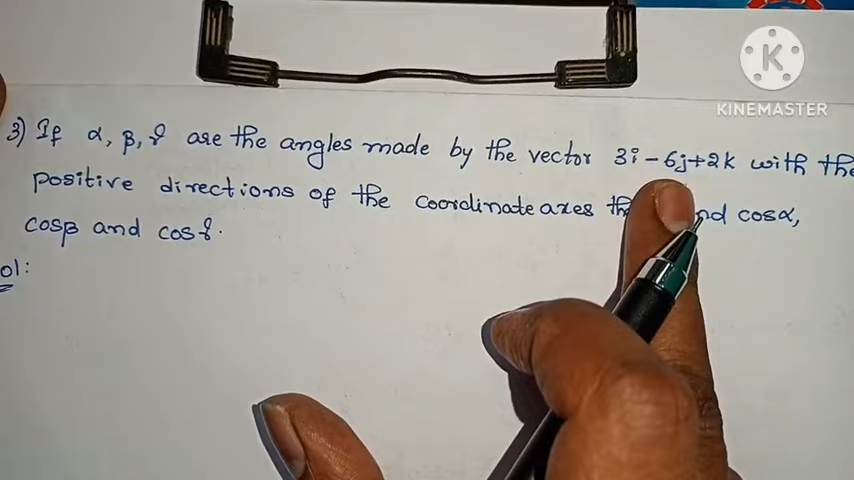 KINEMASTER
3) If α, β, γ are the angles made by the vector 3i - 6j + 2k with the
positive directions of the coordinate axes cosα,
cosβ and cosγ.
ol: